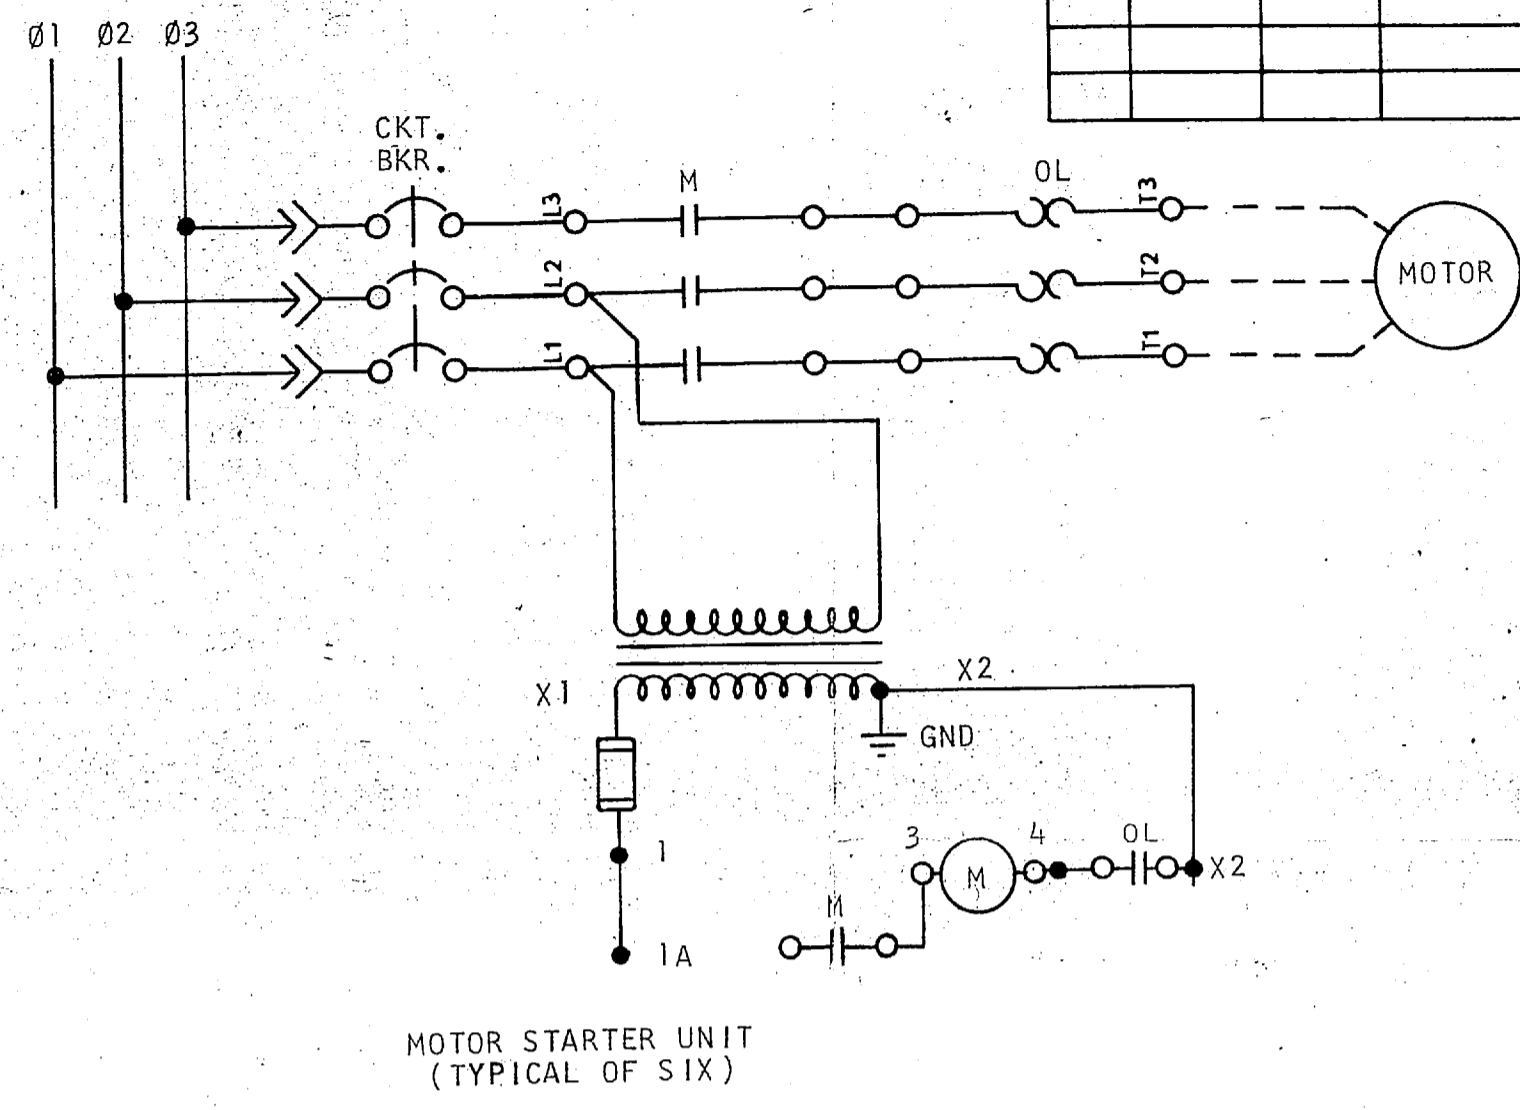 Ø1 Ø2 Ø3
CKT.
BKR.
L3
M
OL
T3
L2
T2
MOTOR
L1
T1
X1
X2
GND
1
3
M
4
OL
X2
M
1A
MOTOR STARTER UNIT
(TYPICAL OF SIX)